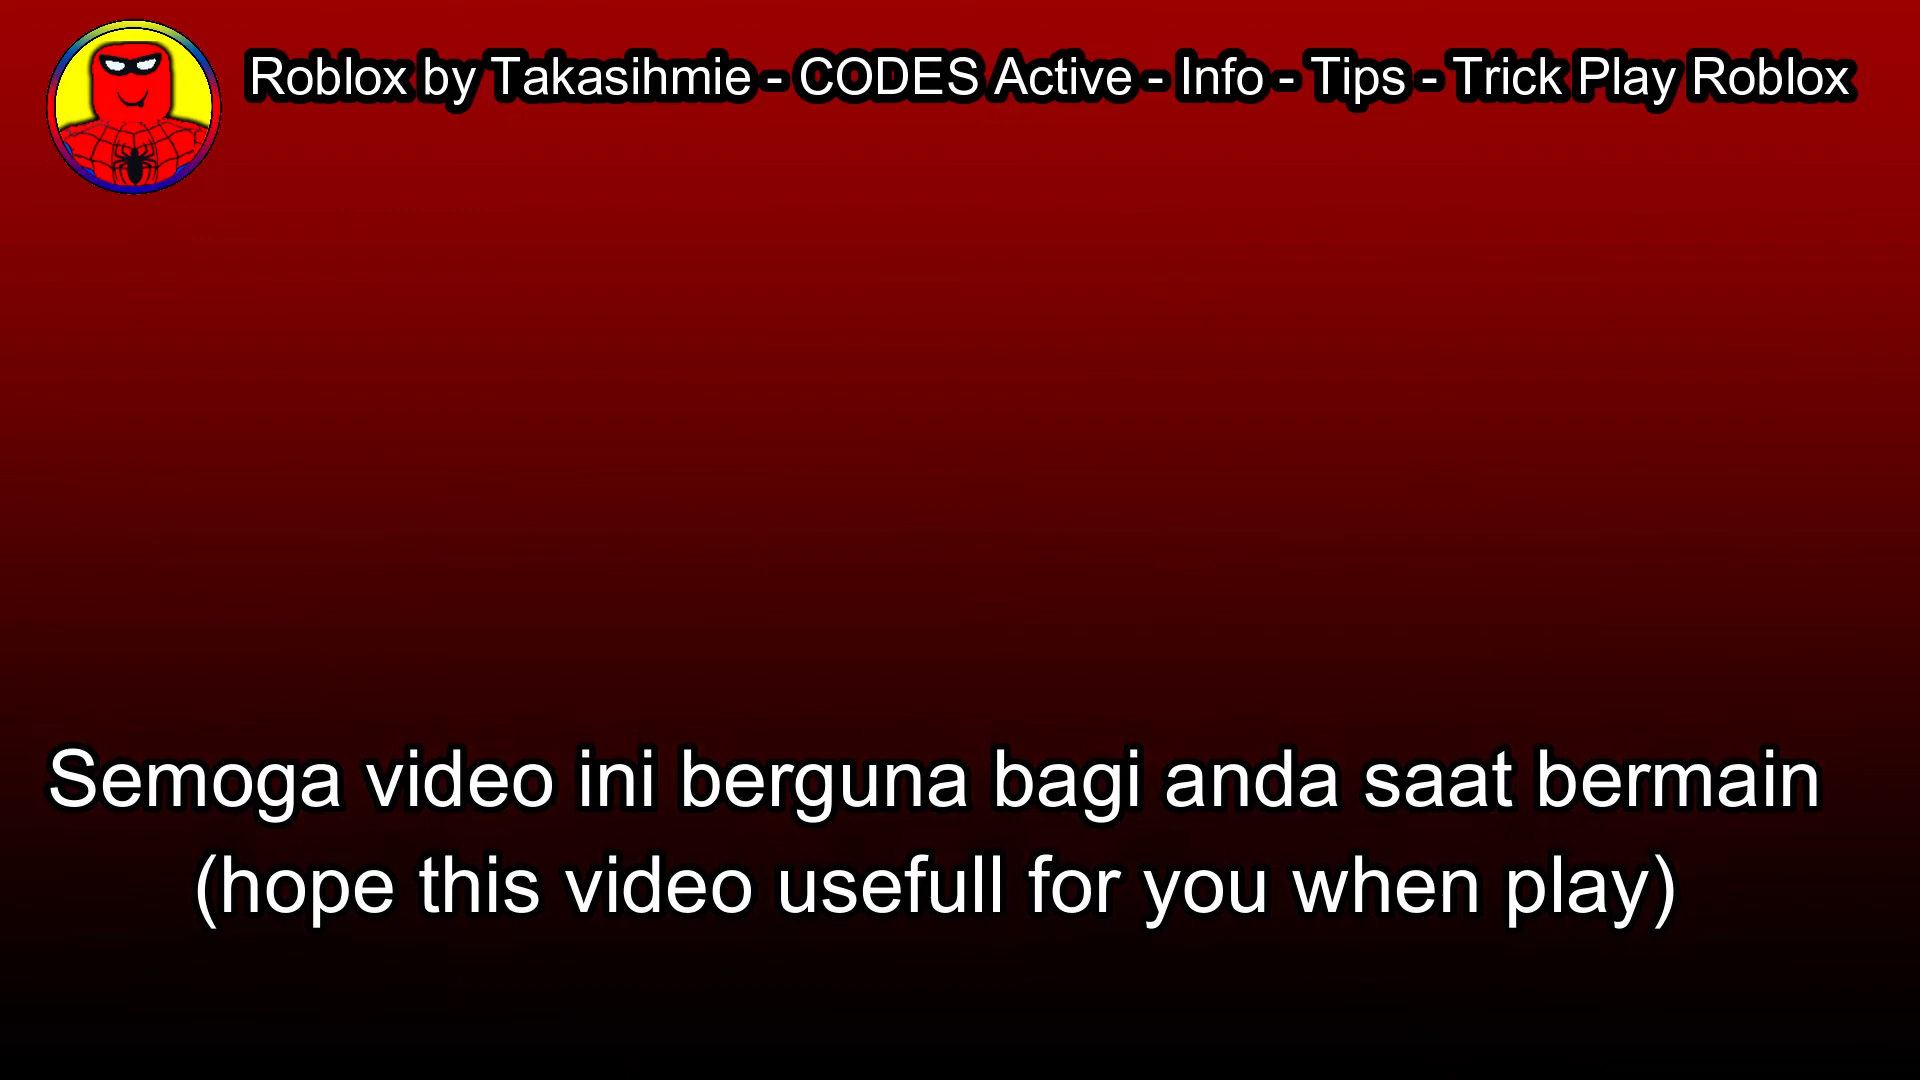 Roblox by Takasihmie - CODES Active - Info - Tips - Trick Play Roblox
Semoga video ini berguna bagi anda saat bermain
(hope this video usefull for you when play)